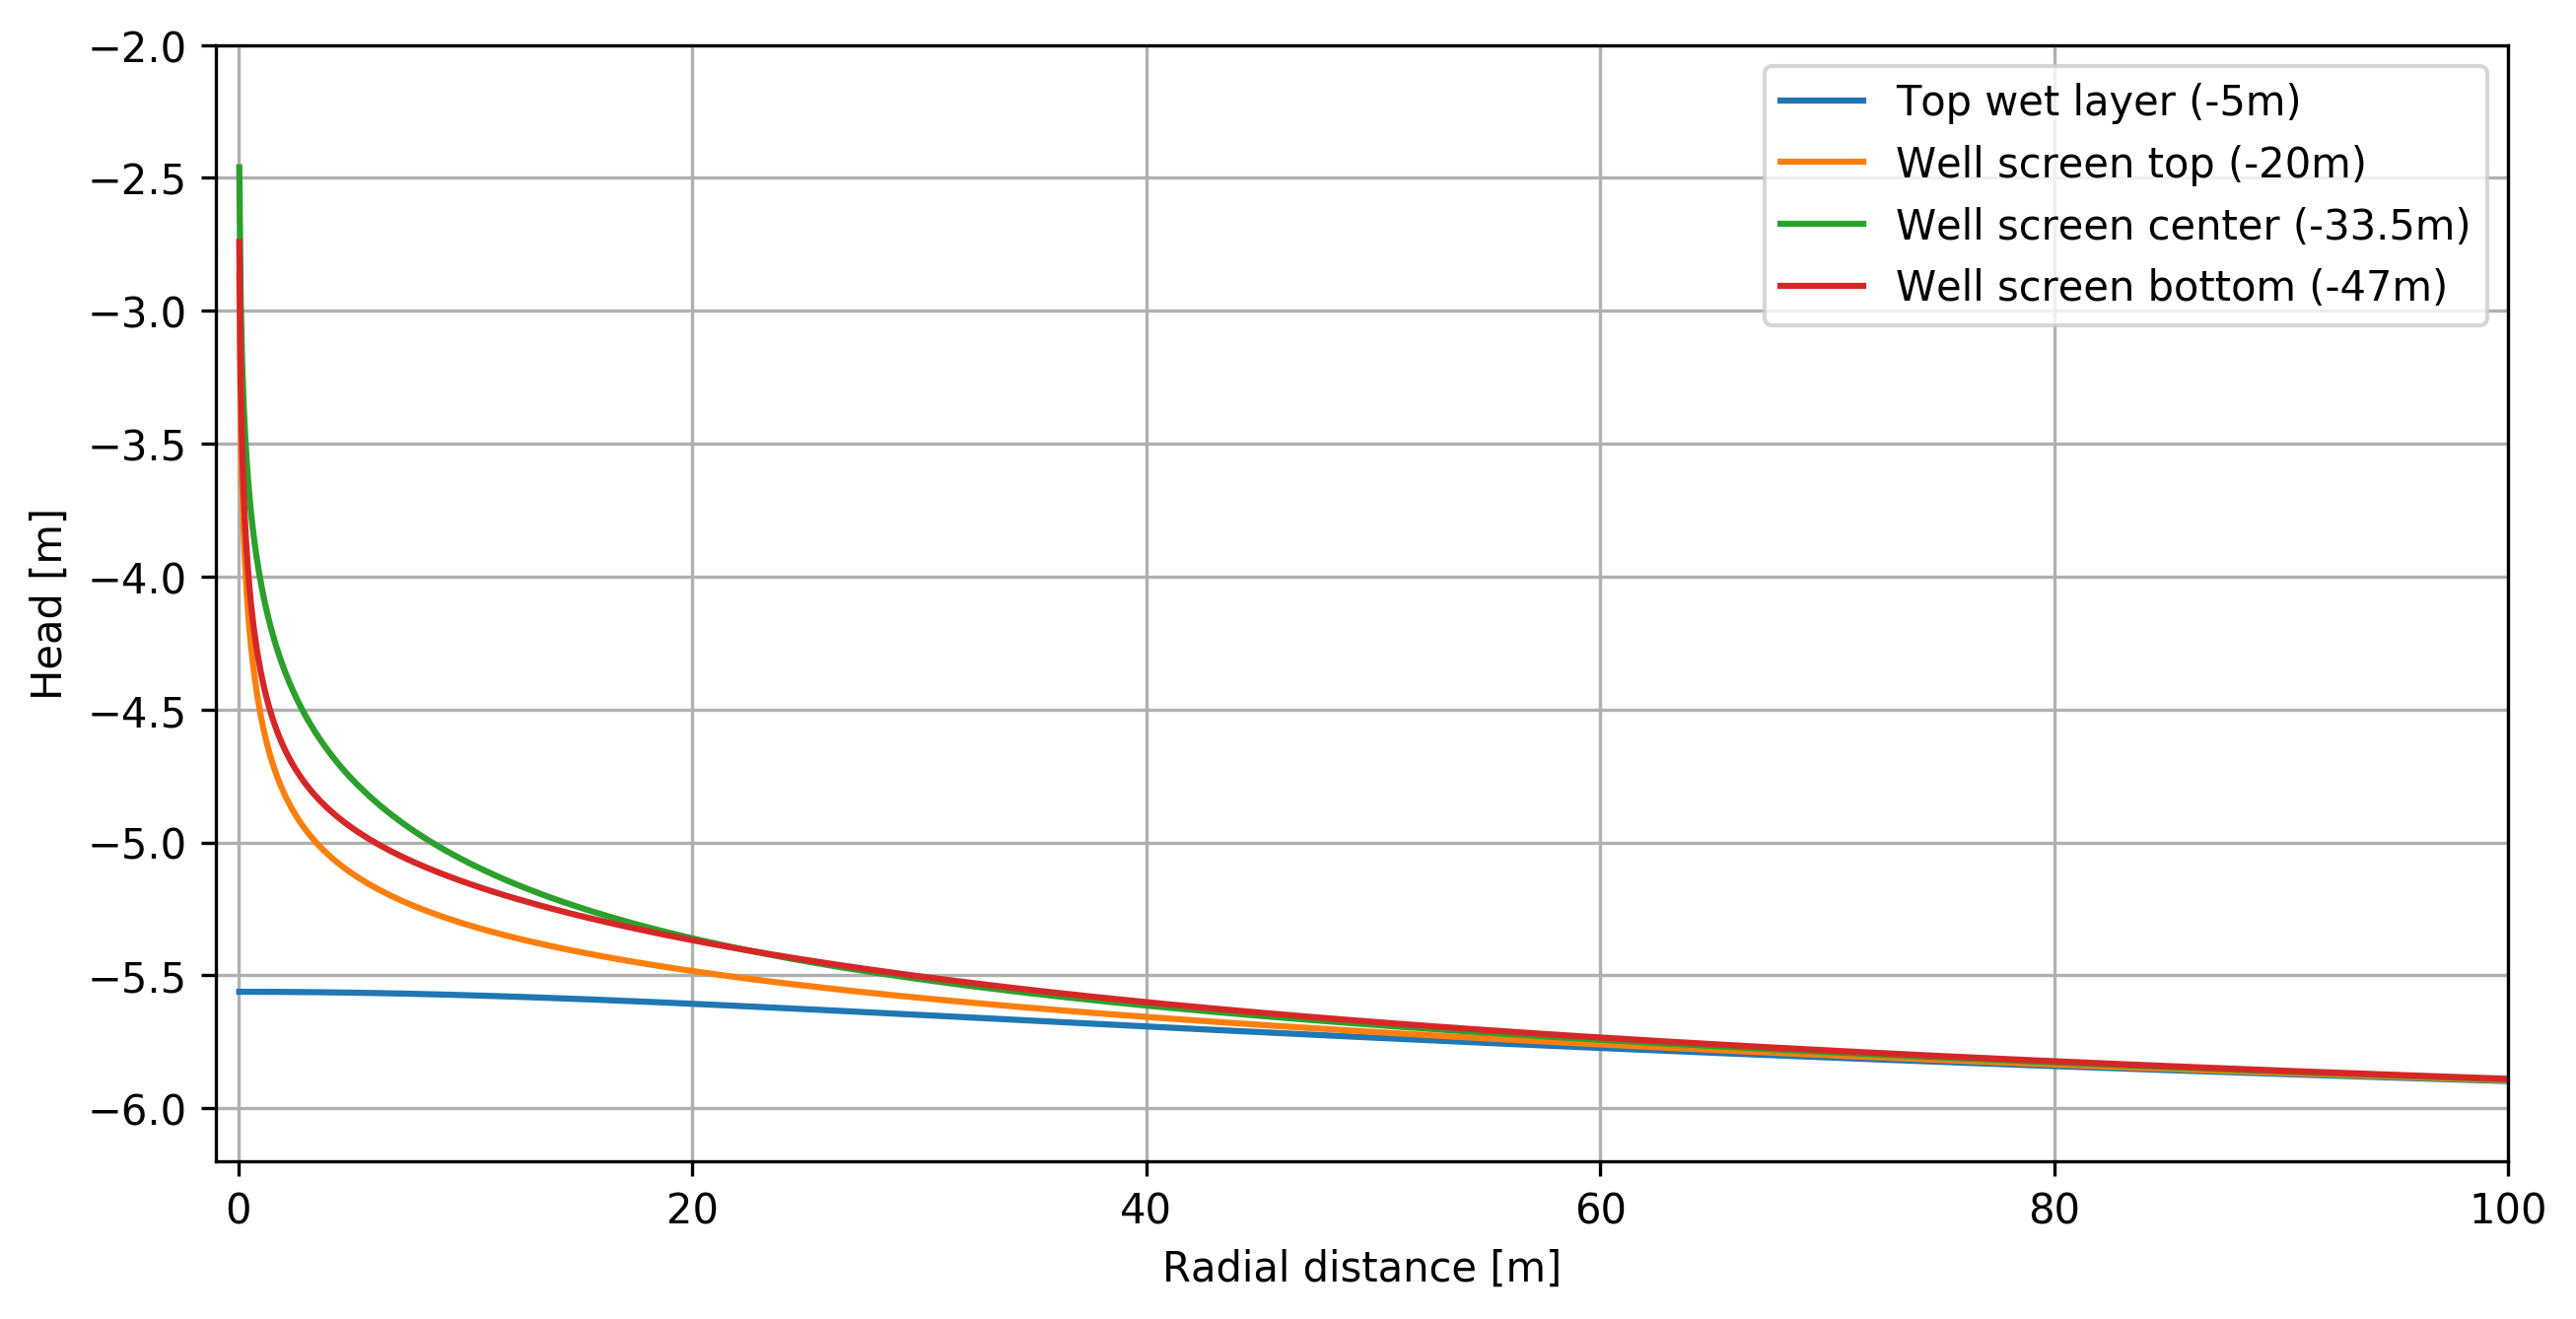 −2.0
−2.5
−3.0
−3.5
−4.0
−4.5
−5.0
−5.5
−6.0
Head [m]
Top wet layer (-5m)
Well screen top (-20m)
Well screen center (-33.5m)
Well screen bottom (-47m)
0 20 40 60 80 100
Radial distance [m]